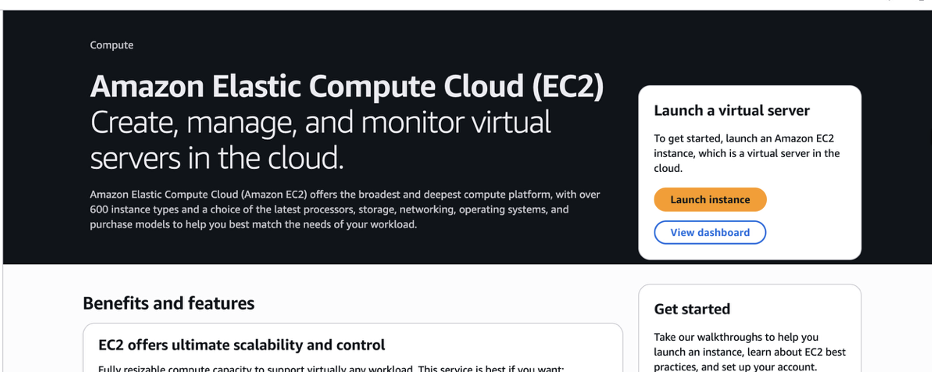 Compute
Amazon Elastic Compute Cloud (EC2)
Create, manage, and monitor virtual
servers in the cloud.
Amazon Elastic Compute Cloud (Amazon EC2) offers the broadest and deepest compute platform, with over
600 instance types and a choice of the latest processors, storage, networking, operating systems, and
purchase models to help you best match the needs of your workload.
Launch a virtual server
To get started, launch an Amazon EC2
instance, which is a virtual server in the
cloud.
Launch instance
View dashboard
Benefits and features
EC2 offers ultimate scalability and control
Fully resizable compute capacity to support virtually any workload. This service is best if you want:
Get started
Take our walkthroughs to help you
launch an instance, learn about EC2 best
practices, and set up your account.